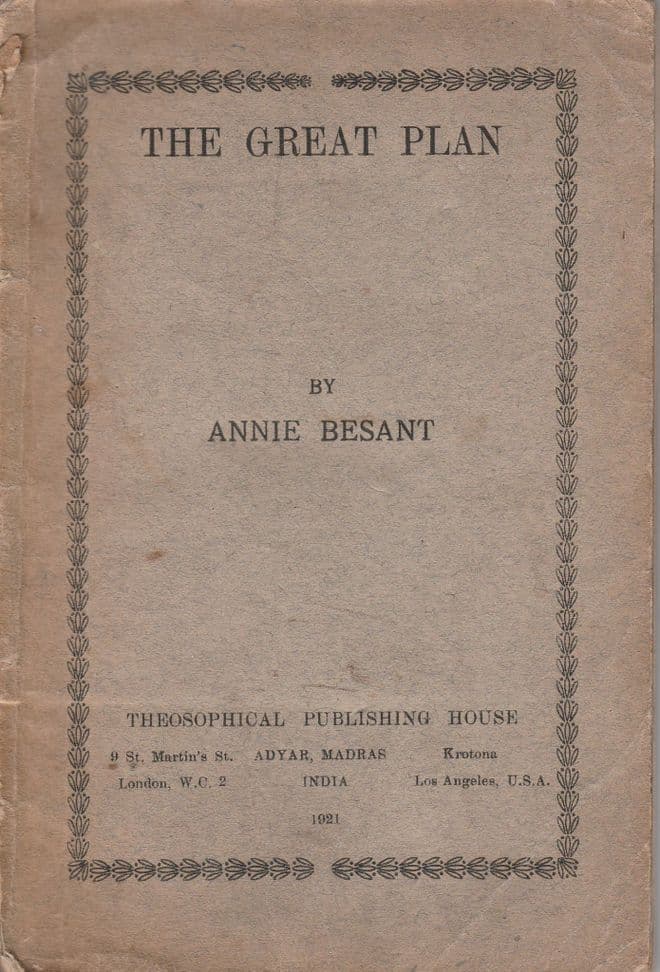 THE GREAT PLAN
BY
ANNIE BESANT
THEOSOPHICAL PUBLISHING HOUSE
9 St. Martin's St. ADYAR, MADRAS Krotona
London, W.C. 2 INDIA Los Angeles, U.S.A.
1921